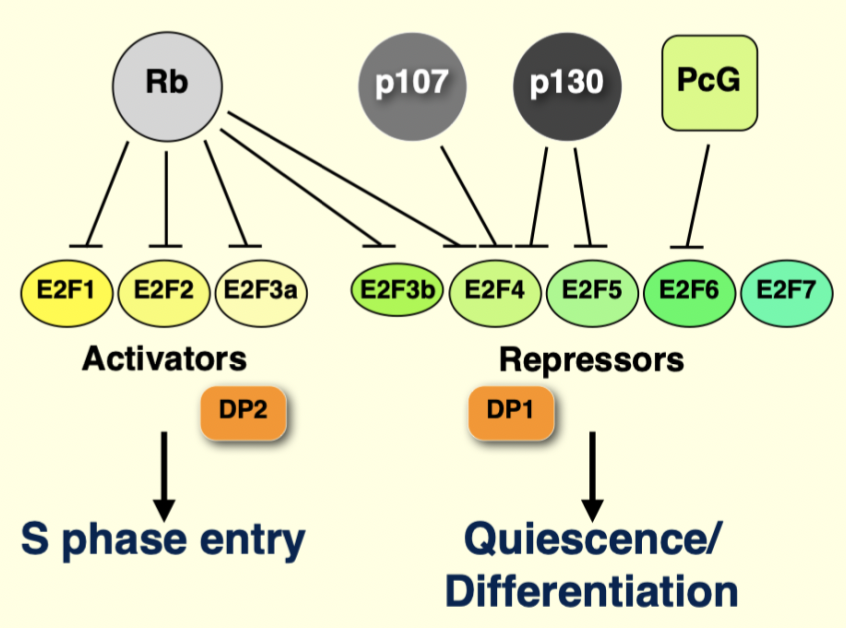 Rb
p107
p130
PcG
E2F1
E2F2
E2F3a
E2F3b
E2F4
E2F5
E2F6
E2F7
Activators
Repressors
DP2
DP1
S phase entry
Quiescence/
Differentiation